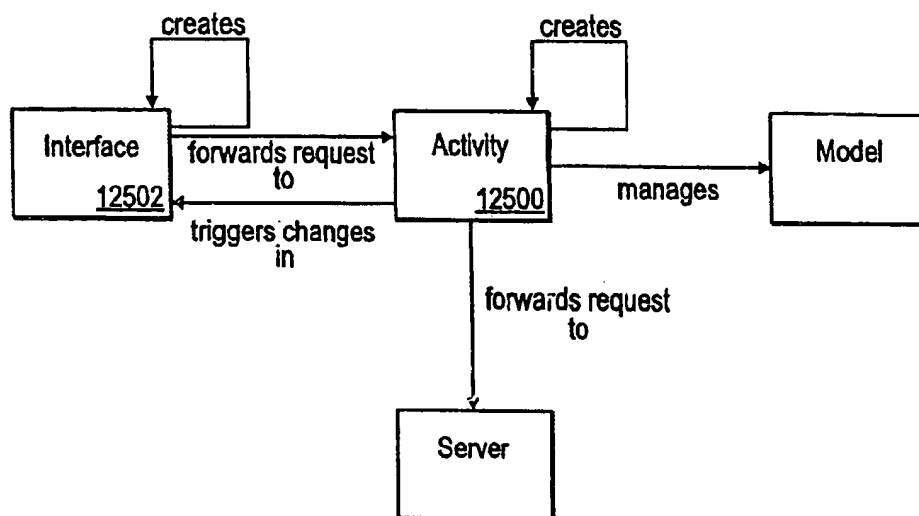 creates
creates
Interface
12502
forwards request
to
triggers changes
in
Activity
12500
manages
Model
forwards request
to
Server